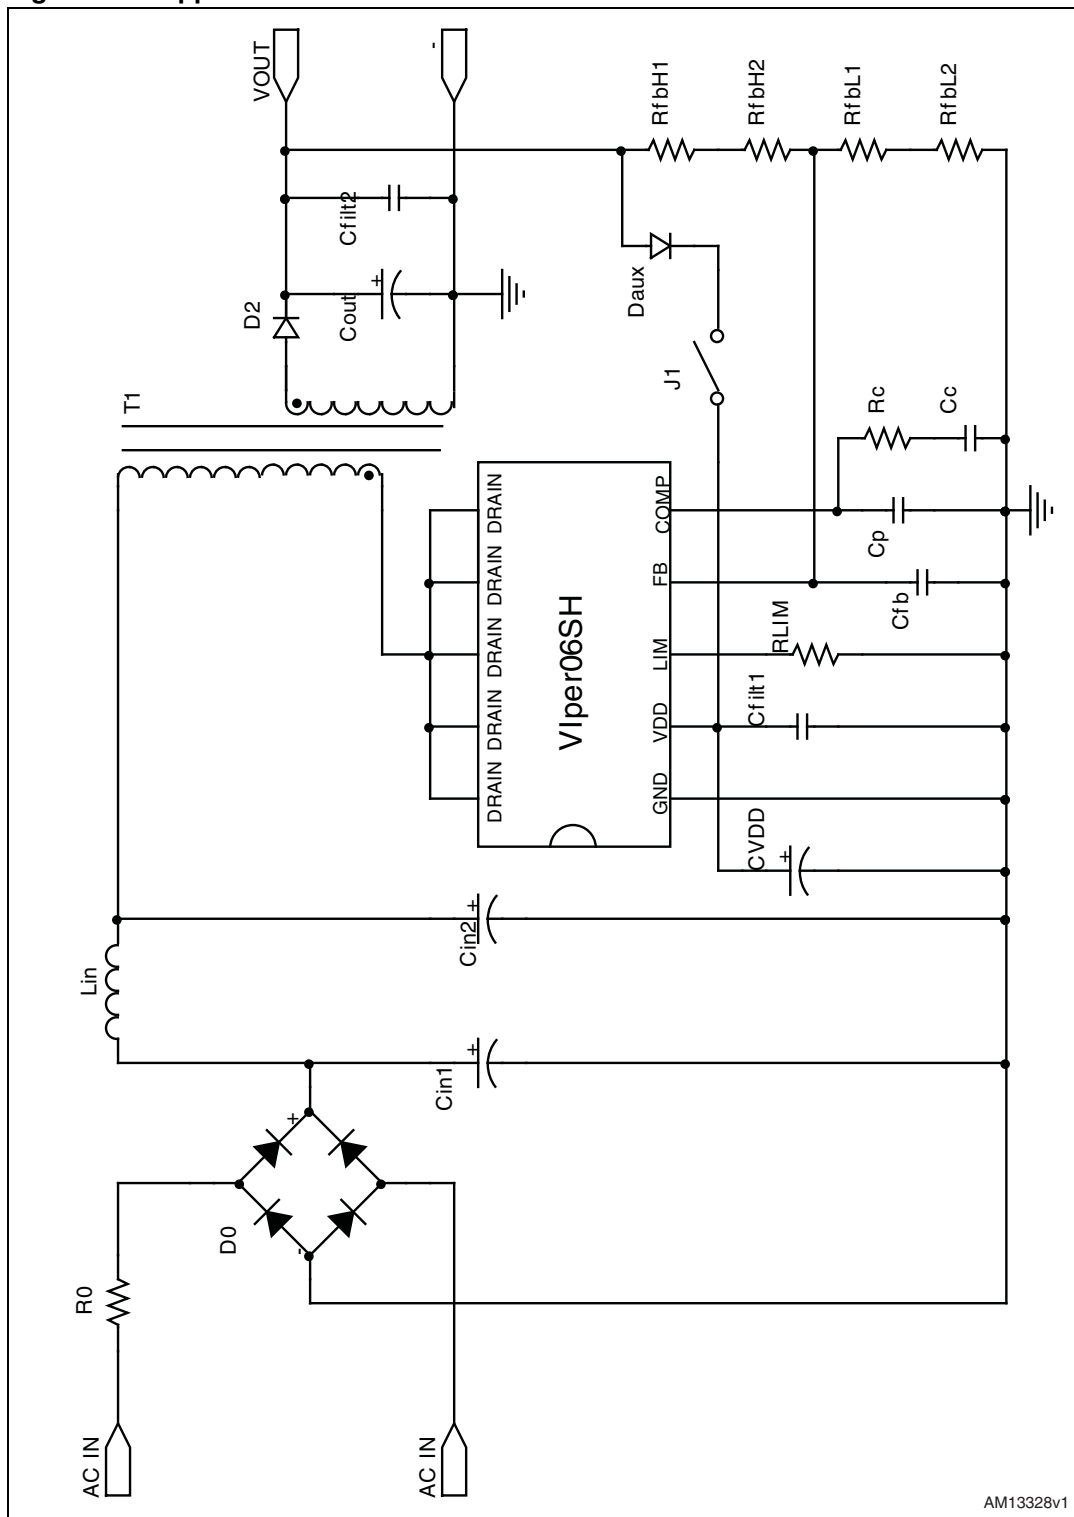 AC IN
AC IN
R0
D0
+
-
Lin
Cin1
+
Cin2
+
T1
D2
Cout
+
Cfilt2
VOUT
-
VIper06SH
DRAIN
DRAIN
DRAIN
DRAIN
DRAIN
GND
VDD
LIM
FB
COMP
CVDD
+
Cfilt1
RLIM
Cfb
Cp
Rc
Cc
J1
Daux
RfbH1
RfbH2
RfbL1
RfbL2
AM13328v1